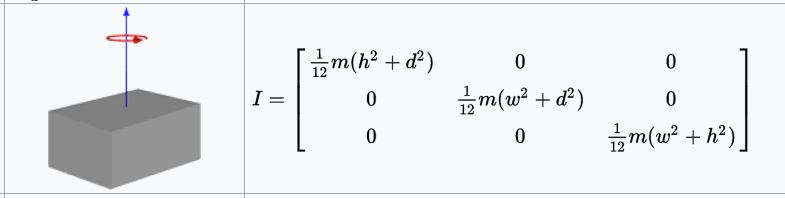 I = [ 1/12 m(h² + d²) 0 0
0 1/12 m(w² + d²) 0
0 0 1/12 m(w² + h²) ]